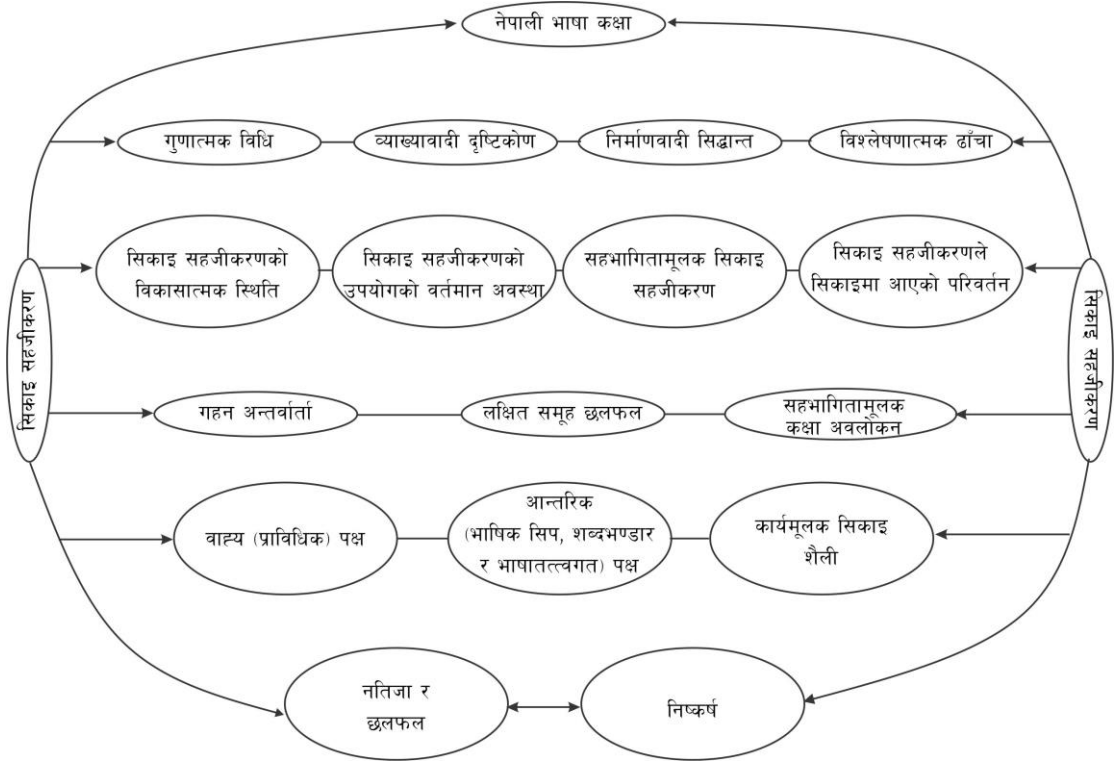 नेपाली भाषा कक्षा
गुणात्मक विधि
व्याख्यावादी दृष्टिकोण
निर्माणवादी सिद्धान्त
विश्लेषणात्मक ढाँचा
सिकाइ सहजीकरणको
विकासात्मक स्थिति
सिकाइ सहजीकरणको
उपयोगको वर्तमान अवस्था
सहभागितामूलक सिकाइ
सहजीकरण
सिकाइ सहजीकरणले
सिकाइमा आएको परिवर्तन
सिकाइ सहजीकरण
सिकाइ सहजीकरण
गहन अन्तर्वार्ता
लक्षित समूह छलफल
सहभागितामूलक
कक्षा अवलोकन
वाह्य (प्राविधिक) पक्ष
आन्तरिक
(भाषिक सिप, शब्दभण्डार
र भाषातत्त्वगत) पक्ष
कार्यमूलक सिकाइ
शैली
नतिजा र
छलफल
निष्कर्ष